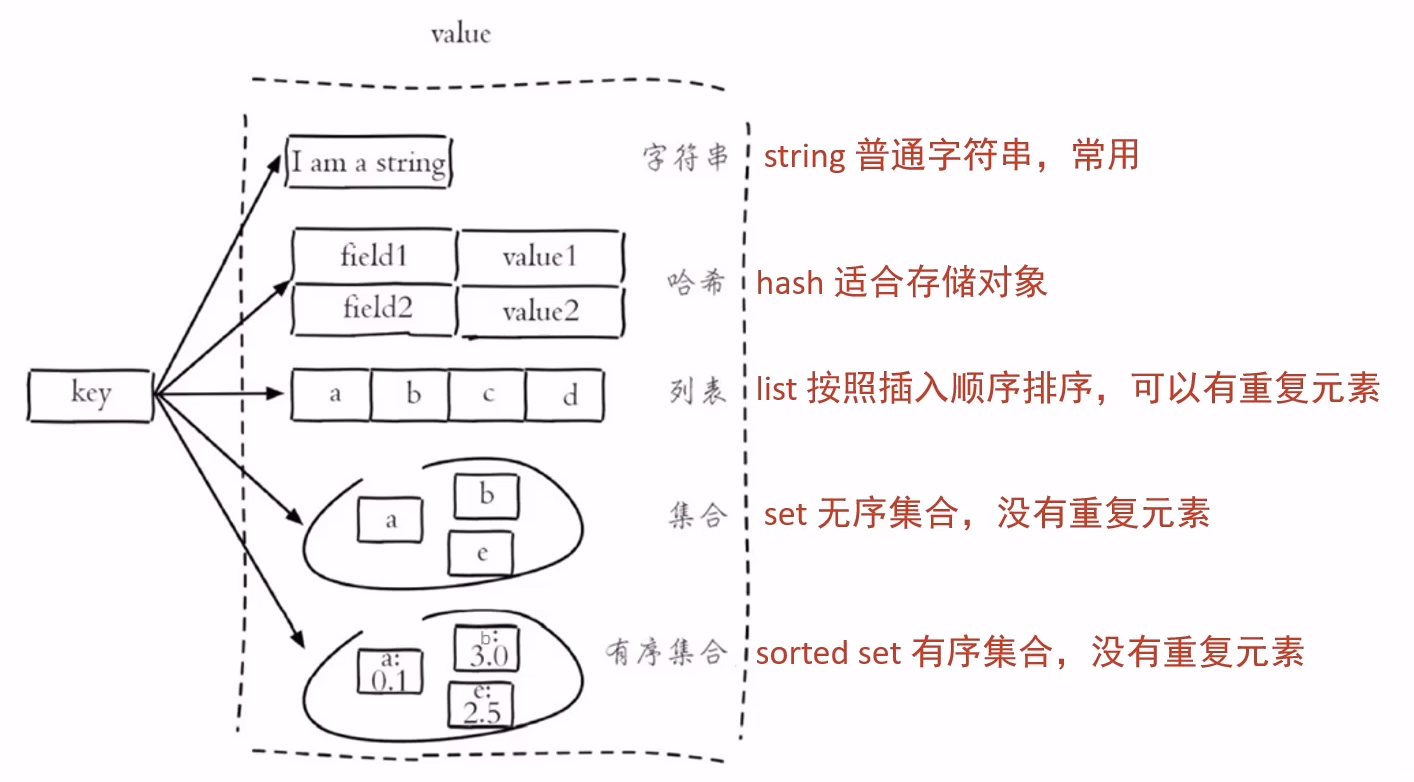 value
I am a string
字符串
string 普通字符串，常用
field1
value1
field2
value2
哈希
hash 适合存储对象
key
a
b
c
d
列表
list 按照插入顺序排序，可以有重复元素
a
b
e
集合
set 无序集合，没有重复元素
a:
0.1
b:
3.0
e:
2.5
有序集合
sorted set 有序集合，没有重复元素